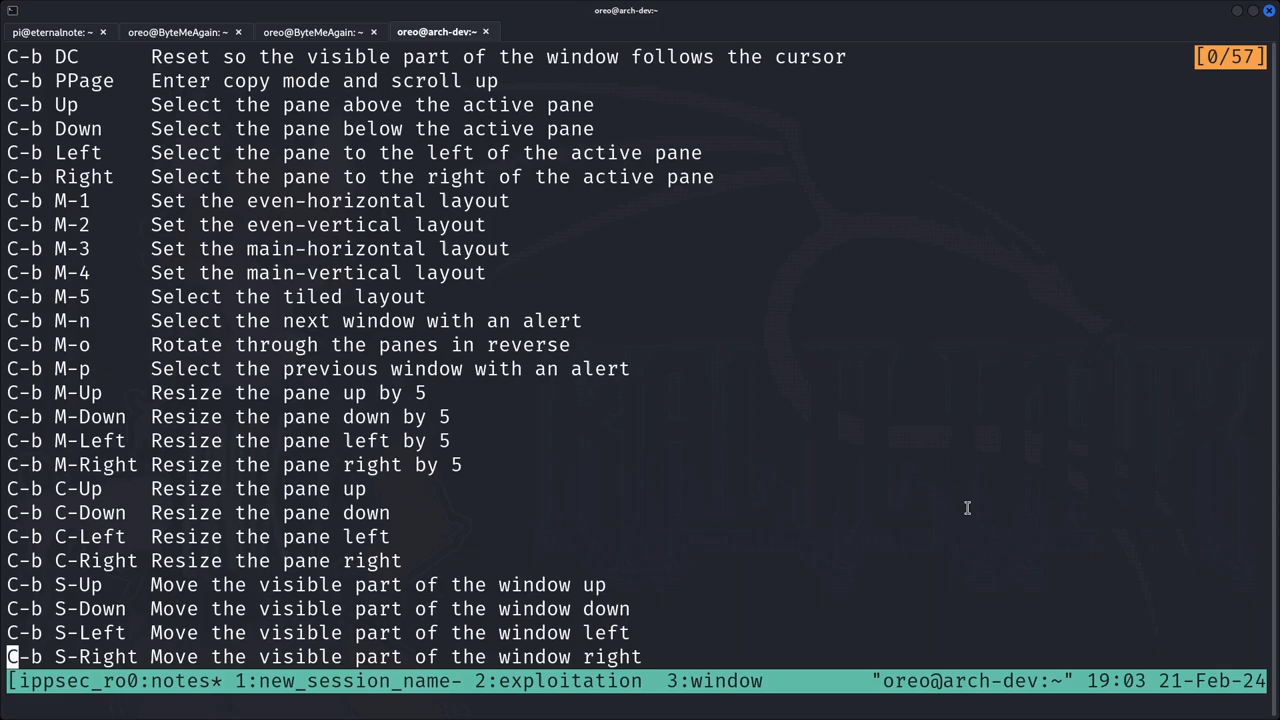 oreo@arch-dev:~
pi@eternalnote: ~ × oreo@ByteMeAgain: ~ × oreo@ByteMeAgain: ~ × oreo@arch-dev:~ ×
C-b DC Reset so the visible part of the window follows the cursor [0/57]
C-b PPage Enter copy mode and scroll up
C-b Up Select the pane above the active pane
C-b Down Select the pane below the active pane
C-b Left Select the pane to the left of the active pane
C-b Right Select the pane to the right of the active pane
C-b M-1 Set the even-horizontal layout
C-b M-2 Set the even-vertical layout
C-b M-3 Set the main-horizontal layout
C-b M-4 Set the main-vertical layout
C-b M-5 Select the tiled layout
C-b M-n Select the next window with an alert
C-b M-o Rotate through the panes in reverse
C-b M-p Select the previous window with an alert
C-b M-Up Resize the pane up by 5
C-b M-Down Resize the pane down by 5
C-b M-Left Resize the pane left by 5
C-b M-Right Resize the pane right by 5
C-b C-Up Resize the pane up
C-b C-Down Resize the pane down
C-b C-Left Resize the pane left
C-b C-Right Resize the pane right
C-b S-Up Move the visible part of the window up
C-b S-Down Move the visible part of the window down
C-b S-Left Move the visible part of the window left
C-b S-Right Move the visible part of the window right
[ippsec_ro0:notes* 1:new_session_name- 2:exploitation 3:window "oreo@arch-dev:~" 19:03 21-Feb-24